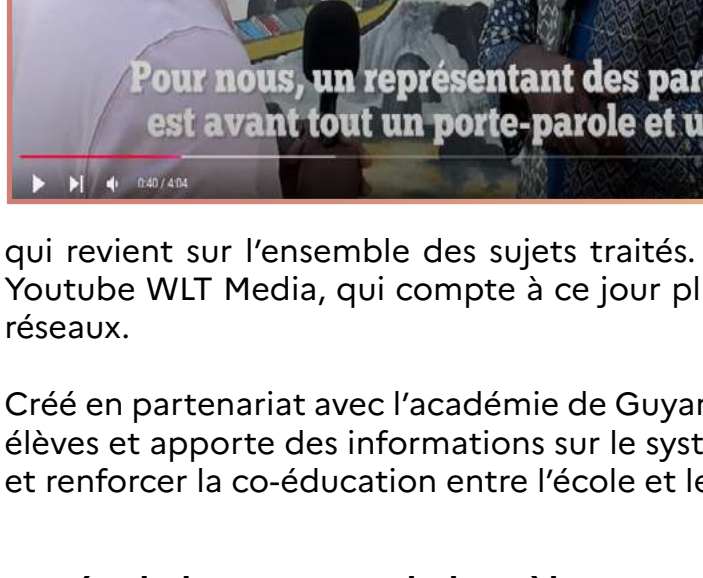 Pour nous, un représentant des par
est avant tout un porte-parole et u
0:40 / 4:04
qui revient sur l'ensemble des sujets traités.
Youtube WLT Media, qui compte à ce jour pl
réseaux.
Créé en partenariat avec l'académie de Guyan
élèves et apporte des informations sur le syst
et renforcer la co-éducation entre l'école et le